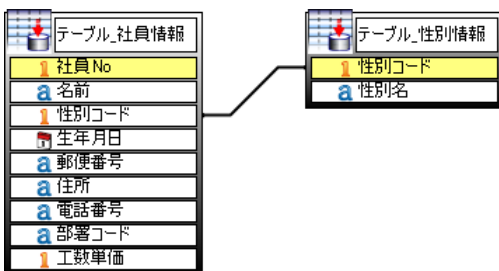 テーブル_社員情報
社員No
名前
性別コード
生年月日
郵便番号
住所
電話番号
部署コード
工数単価
テーブル_性別情報
性別コード
性別名